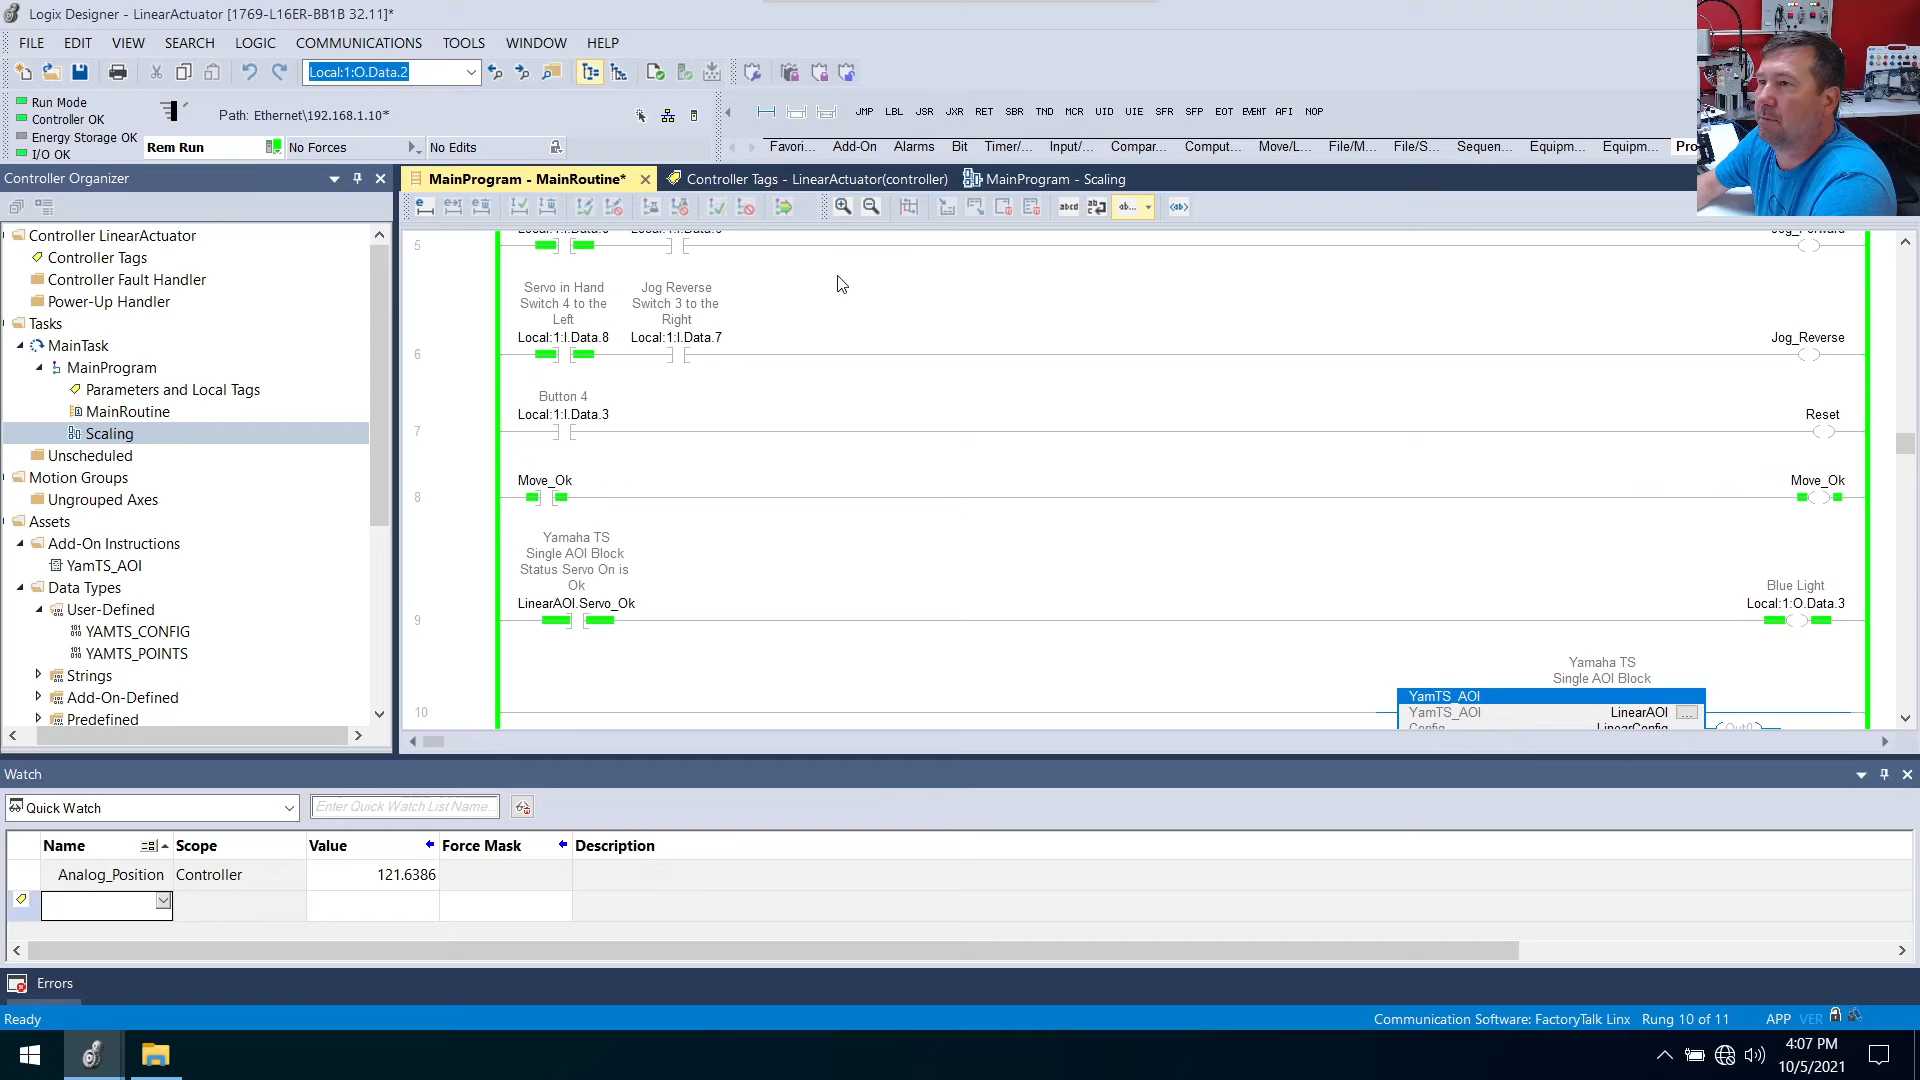 Logix Designer - LinearActuator [1769-L16ER-BB1B 32.11]*
FILE EDIT VIEW SEARCH LOGIC COMMUNICATIONS TOOLS WINDOW HELP
Local:1:O.Data.2
Run Mode
Controller OK
Energy Storage OK
I/O OK
Path: Ethernet\192.168.1.10*
Rem Run No Forces No Edits
JMP LBL JSR JXR RET SBR TND MCR UID UIE SFR SFP EOT EVENT AFI NOP
Favori... Add-On Alarms Bit Timer/... Input/... Compar... Comput... Move/L... File/M... File/S... Sequen... Equipm... Equipm... Pro
Controller Organizer
MainProgram - MainRoutine* Controller Tags - LinearActuator(controller) MainProgram - Scaling
Controller LinearActuator
Controller Tags
Controller Fault Handler
Power-Up Handler
Tasks
MainTask
MainProgram
Parameters and Local Tags
MainRoutine
Scaling
Unscheduled
Motion Groups
Ungrouped Axes
Assets
Add-On Instructions
YamTS_AOI
Data Types
User-Defined
YAMTS_CONFIG
YAMTS_POINTS
Strings
Add-On-Defined
Predefined
abcd ab...
5
Jog_Forward
Servo in Hand
Switch 4 to the
Left
Local:1:I.Data.8
Jog Reverse
Switch 3 to the
Right
Local:1:I.Data.7
Jog_Reverse
6
Button 4
Local:1:I.Data.3
Reset
7
Move_Ok
Move_Ok
8
Yamaha TS
Single AOI Block
Status Servo On is
Ok
LinearAOI.Servo_Ok
Blue Light
Local:1:O.Data.3
9
Yamaha TS
Single AOI Block
YamTS_AOI
10
YamTS_AOI LinearAOI ...
Config LinearConfig
Out0
Watch
Quick Watch
Enter Quick Watch List Name...
Name Scope Value Force Mask Description
Analog_Position Controller 121.6386
Errors
Ready
Communication Software: FactoryTalk Linx Rung 10 of 11 APP VER
4:07 PM
10/5/2021